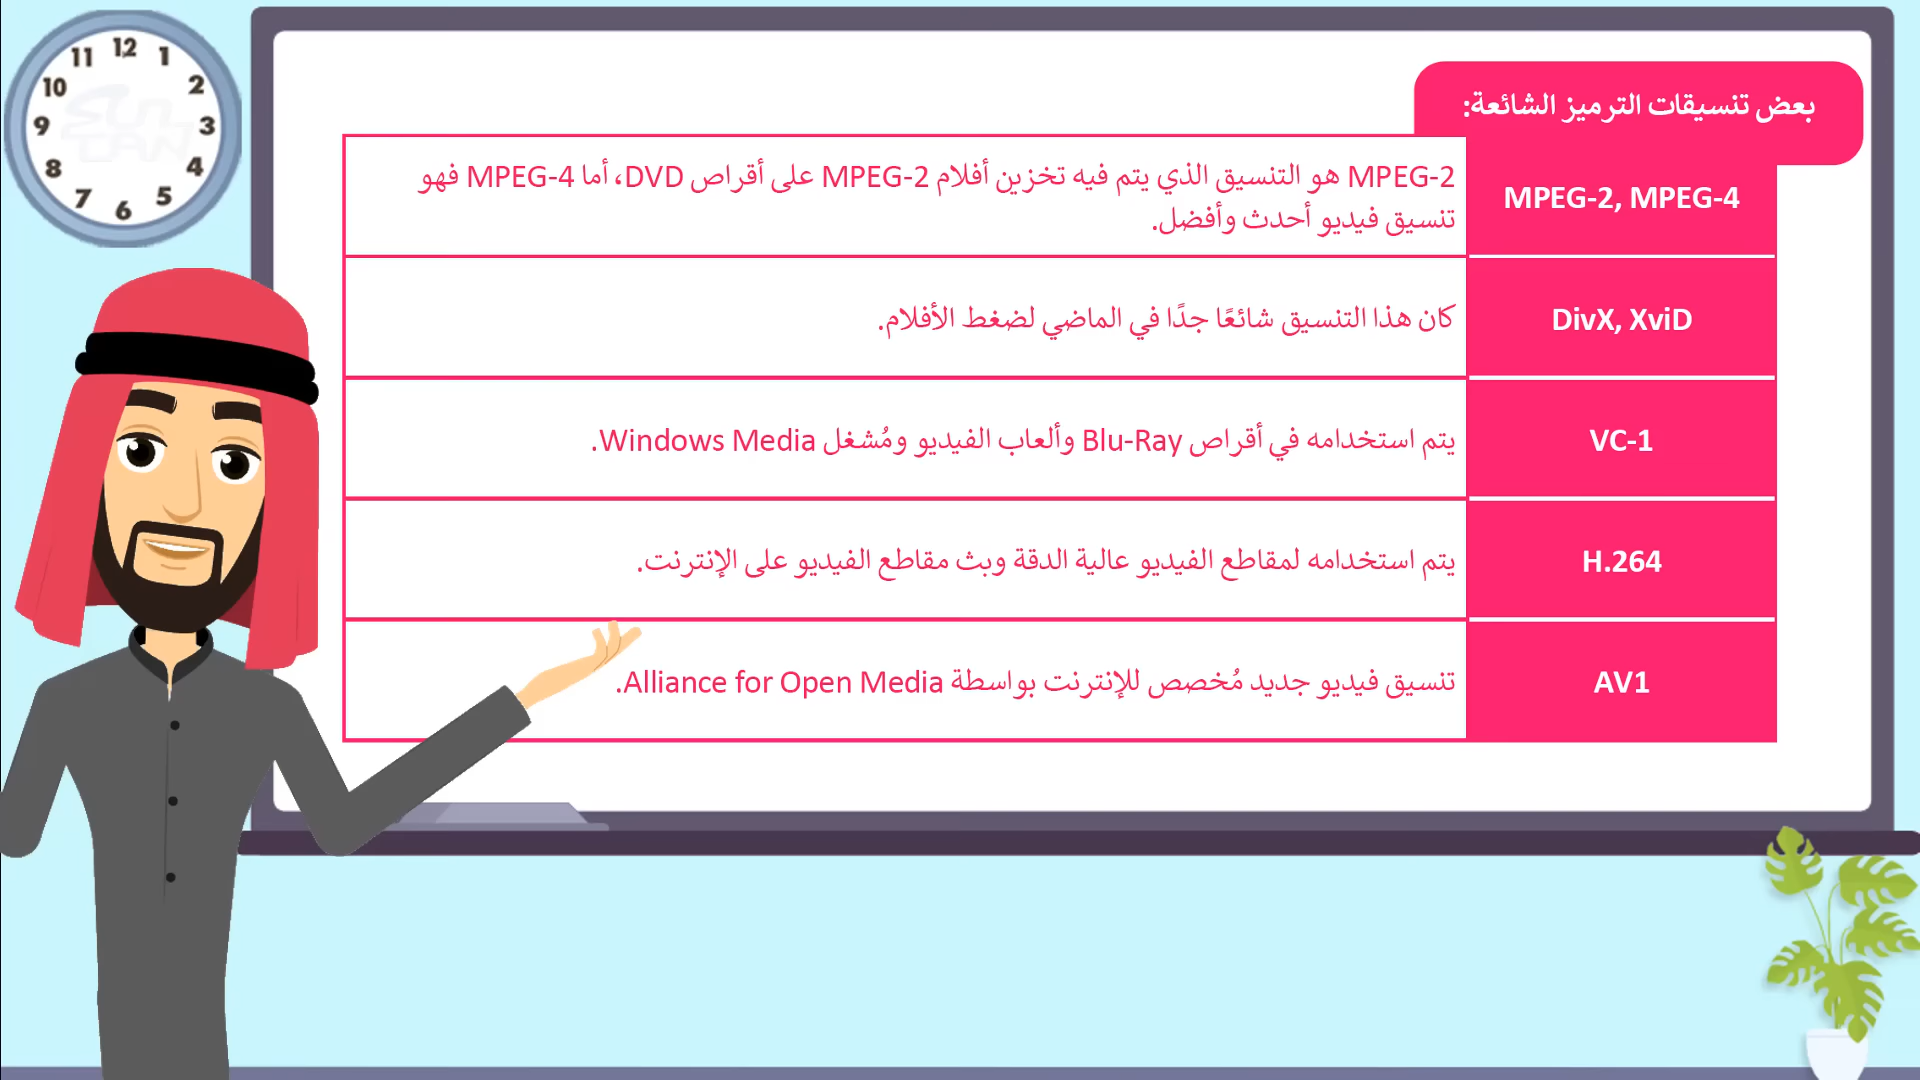 بعض تنسيقات الترميز الشائعة:
MPEG-2, MPEG-4
MPEG-2 هو التنسيق الذي يتم فيه تخزين أفلام MPEG-2 على أقراص DVD، أما MPEG-4 فهو
تنسيق فيديو أحدث وأفضل.
DivX, XviD
كان هذا التنسيق شائعًا جدًا في الماضي لضغط الأفلام.
VC-1
يتم استخدامه في أقراص Blu-Ray وألعاب الفيديو ومُشغل Windows Media.
H.264
يتم استخدامه لمقاطع الفيديو عالية الدقة وبث مقاطع الفيديو على الإنترنت.
AV1
تنسيق فيديو جديد مُخصص للإنترنت بواسطة Alliance for Open Media.
12
1
2
3
4
5
6
7
8
9
10
11